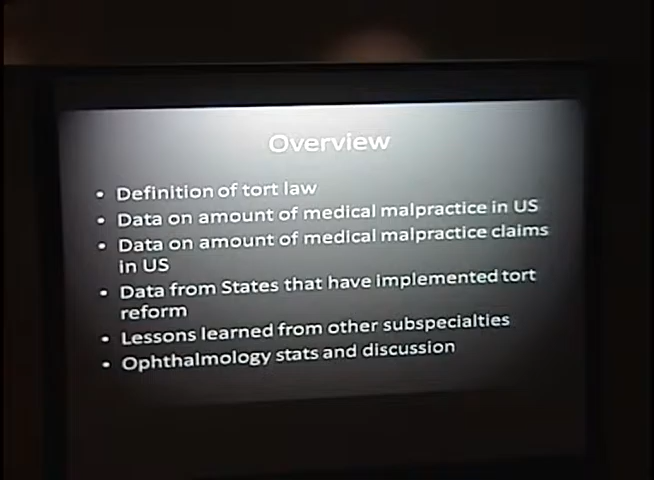 Overview
• Definition of tort law
• Data on amount of medical malpractice in US
• Data on amount of medical malpractice claims
in US
• Data from States that have implemented tort
reform
• Lessons learned from other subspecialties
• Ophthalmology stats and discussion